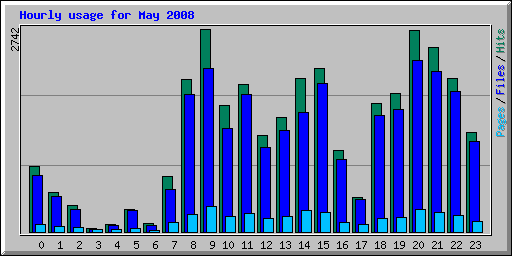 Hourly usage for May 2008
2742
Pages/Files/Hits
0 1 2 3 4 5 6 7 8 9 10 11 12 13 14 15 16 17 18 19 20 21 22 23